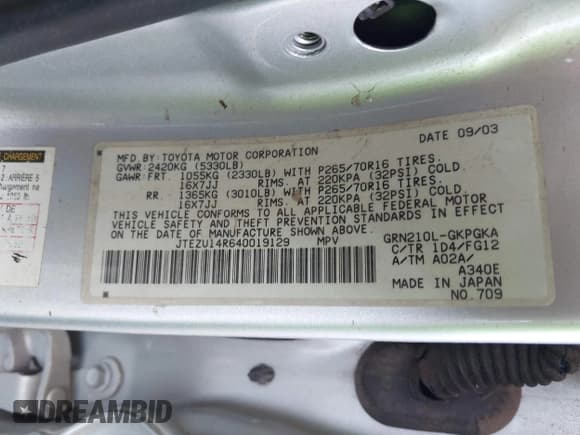 DATE 09/03
MFD.BY:TOYOTA MOTOR CORPORATION
GVWR:2420KG (5330LB)
GAWR:FRT. 1055KG (2330LB) WITH P265/70R16 TIRES.
16X7JJ RIMS. AT 220KPA (32PSI) COLD.
RR. 1365KG (3010LB) WITH P265/70R16 TIRES.
16X7JJ RIMS. AT 220KPA (32PSI) COLD.
THIS VEHICLE CONFORMS TO ALL APPLICABLE FEDERAL MOTOR
VEHICLE SAFETY AND THEFT PREVENTION STANDARDS IN EFFECT
ON THE DATE OF MANUFACTURE SHOWN ABOVE.
JTEZU14R640019129 MPV
GRN210L-GKPGKA
C/TR 1D4/FG12
A/TM A02A/
A340E
MADE IN JAPAN
NO.709
CHARGEMENT
ARRIÈRE 5
DE
DREAMBID